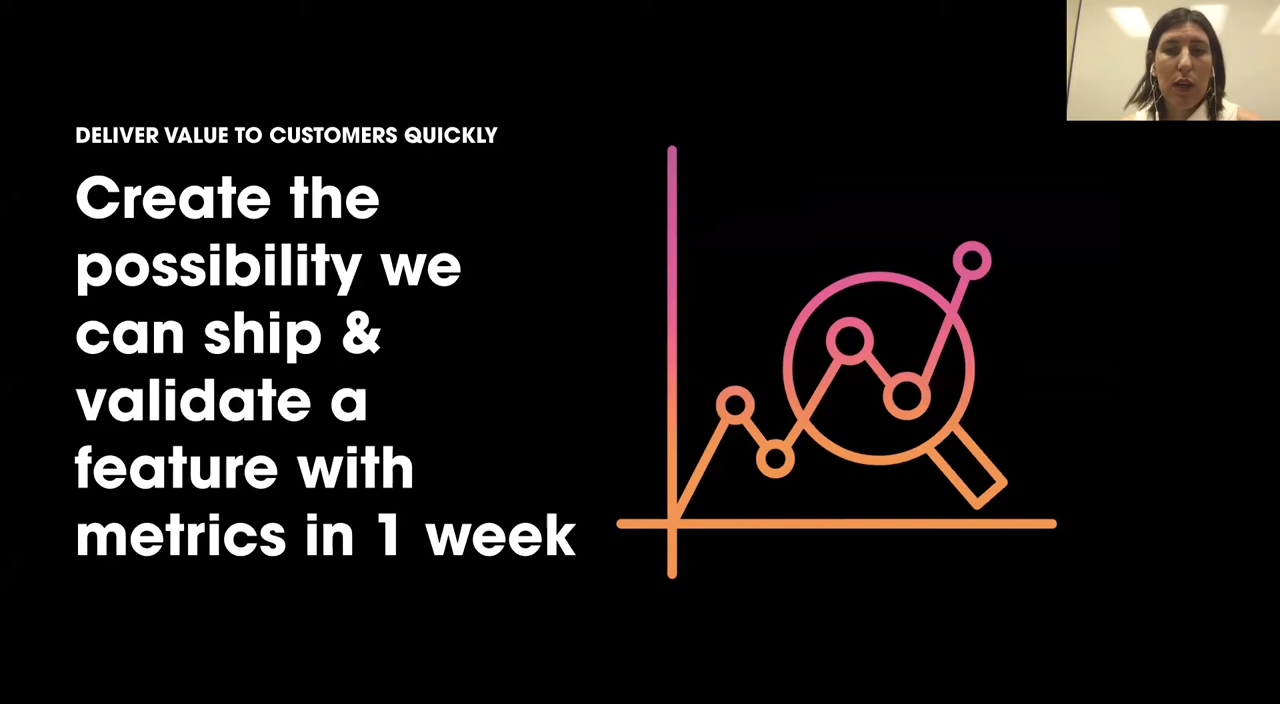 DELIVER VALUE TO CUSTOMERS QUICKLY
Create the
possibility we
can ship &
validate a
feature with
metrics in 1 week